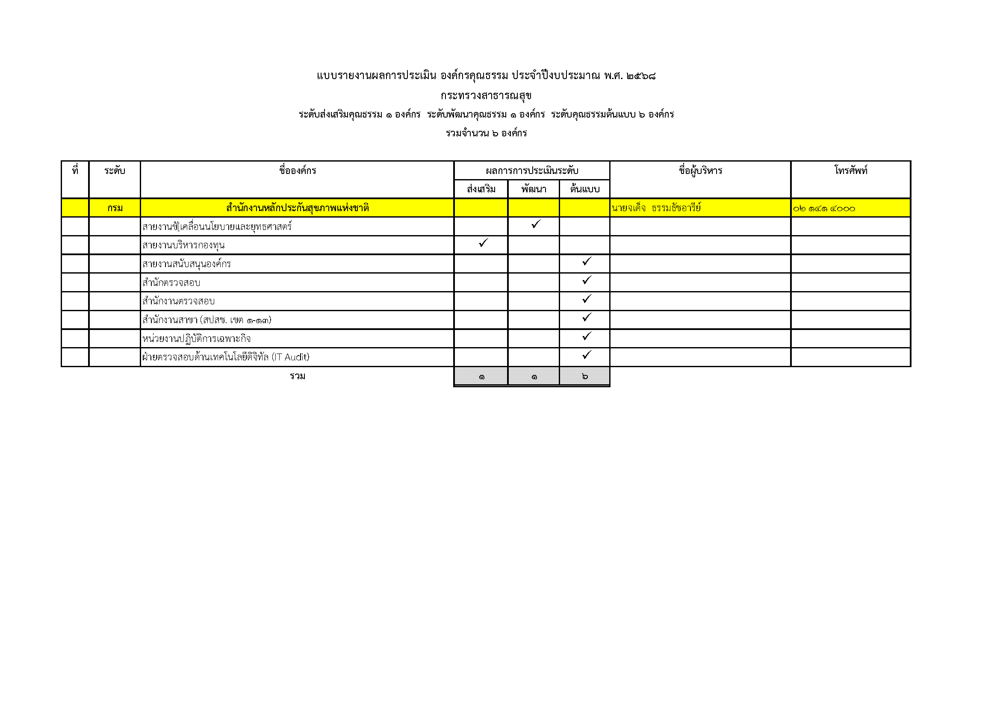 แบบรายงานผลการประเมิน องค์กรคุณธรรม ประจำปีงบประมาณ พ.ศ. ๒๕๖๘
กระทรวงสาธารณสุข
ระดับส่งเสริมคุณธรรม ๑ องค์กร ระดับพัฒนาคุณธรรม ๑ องค์กร ระดับคุณธรรมต้นแบบ ๖ องค์กร
รวมจำนวน ๖ องค์กร
ที่ ระดับ ชื่อองค์กร ผลการการประเมินระดับ ชื่อผู้บริหาร โทรศัพท์
ส่งเสริม พัฒนา ต้นแบบ
กรม สำนักงานหลักประกันสุขภาพแห่งชาติ นายจเด็จ ธรรมธัชอารีย์ ๐๒ ๑๔๑ ๔๐๐๐
สายงานขั[เคลื่อนนโยบายและยุทธศาสตร์ ✓
สายงานบริหารกองทุน ✓
สายงานสนับสนุนองค์กร ✓
สำนักตรวจสอบ ✓
สำนักงานตรวจสอบ ✓
สำนักงานสาขา (สปสช. เขต ๑-๑๓) ✓
หน่วยงานปฏิบัติการเฉพาะกิจ ✓
ฝ่ายตรวจสอบด้านเทคโนโลยีดิจิทัล (IT Audit) ✓
รวม ๑ ๑ ๖